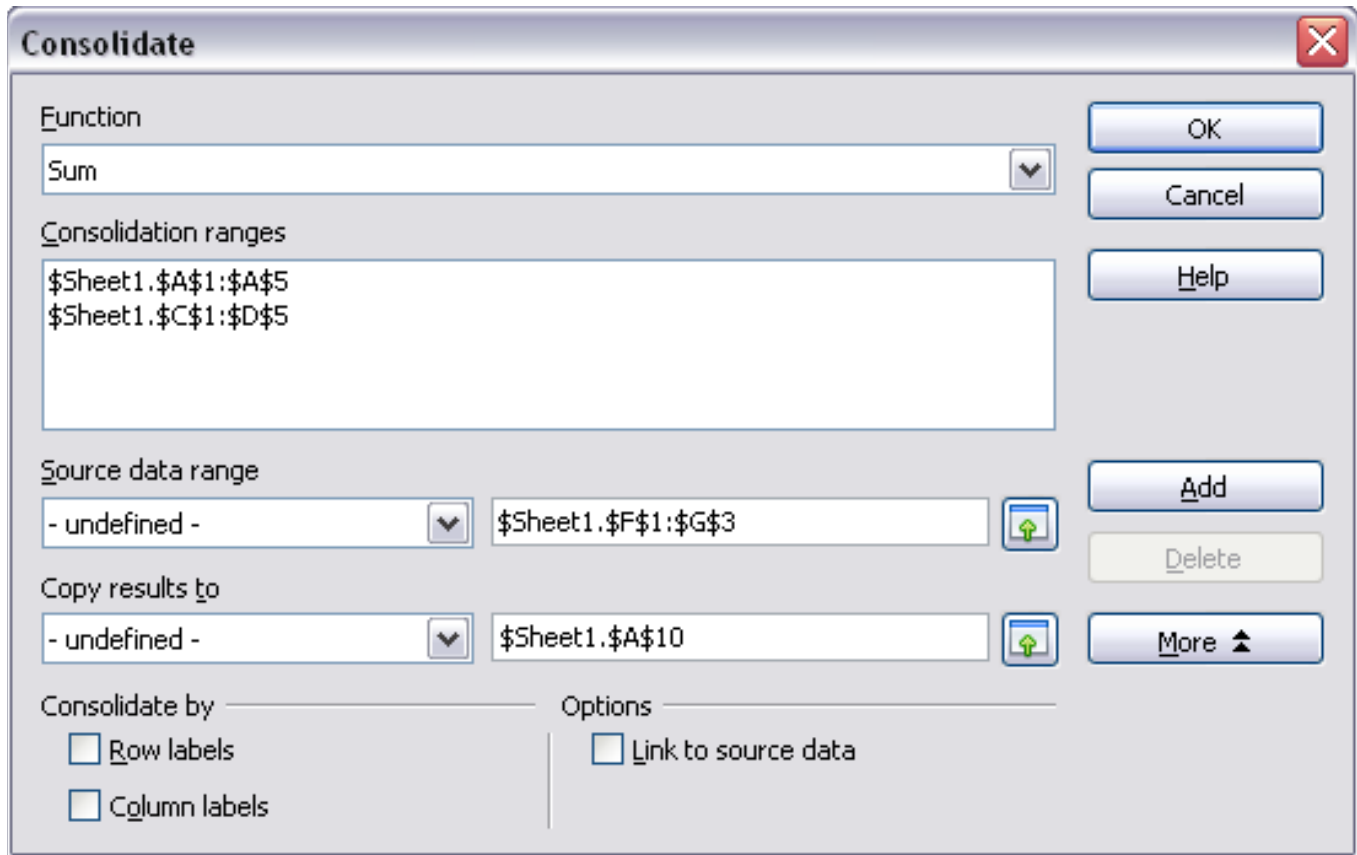 Consolidate
Function
OK
Sum
Cancel
Consolidation ranges
$Sheet1.$A$1:$A$5
$Sheet1.$C$1:$D$5
Help
Source data range
- undefined -
$Sheet1.$F$1:$G$3
Add
Delete
Copy results to
- undefined -
$Sheet1.$A$10
More
Consolidate by
Options
Row labels
Link to source data
Column labels